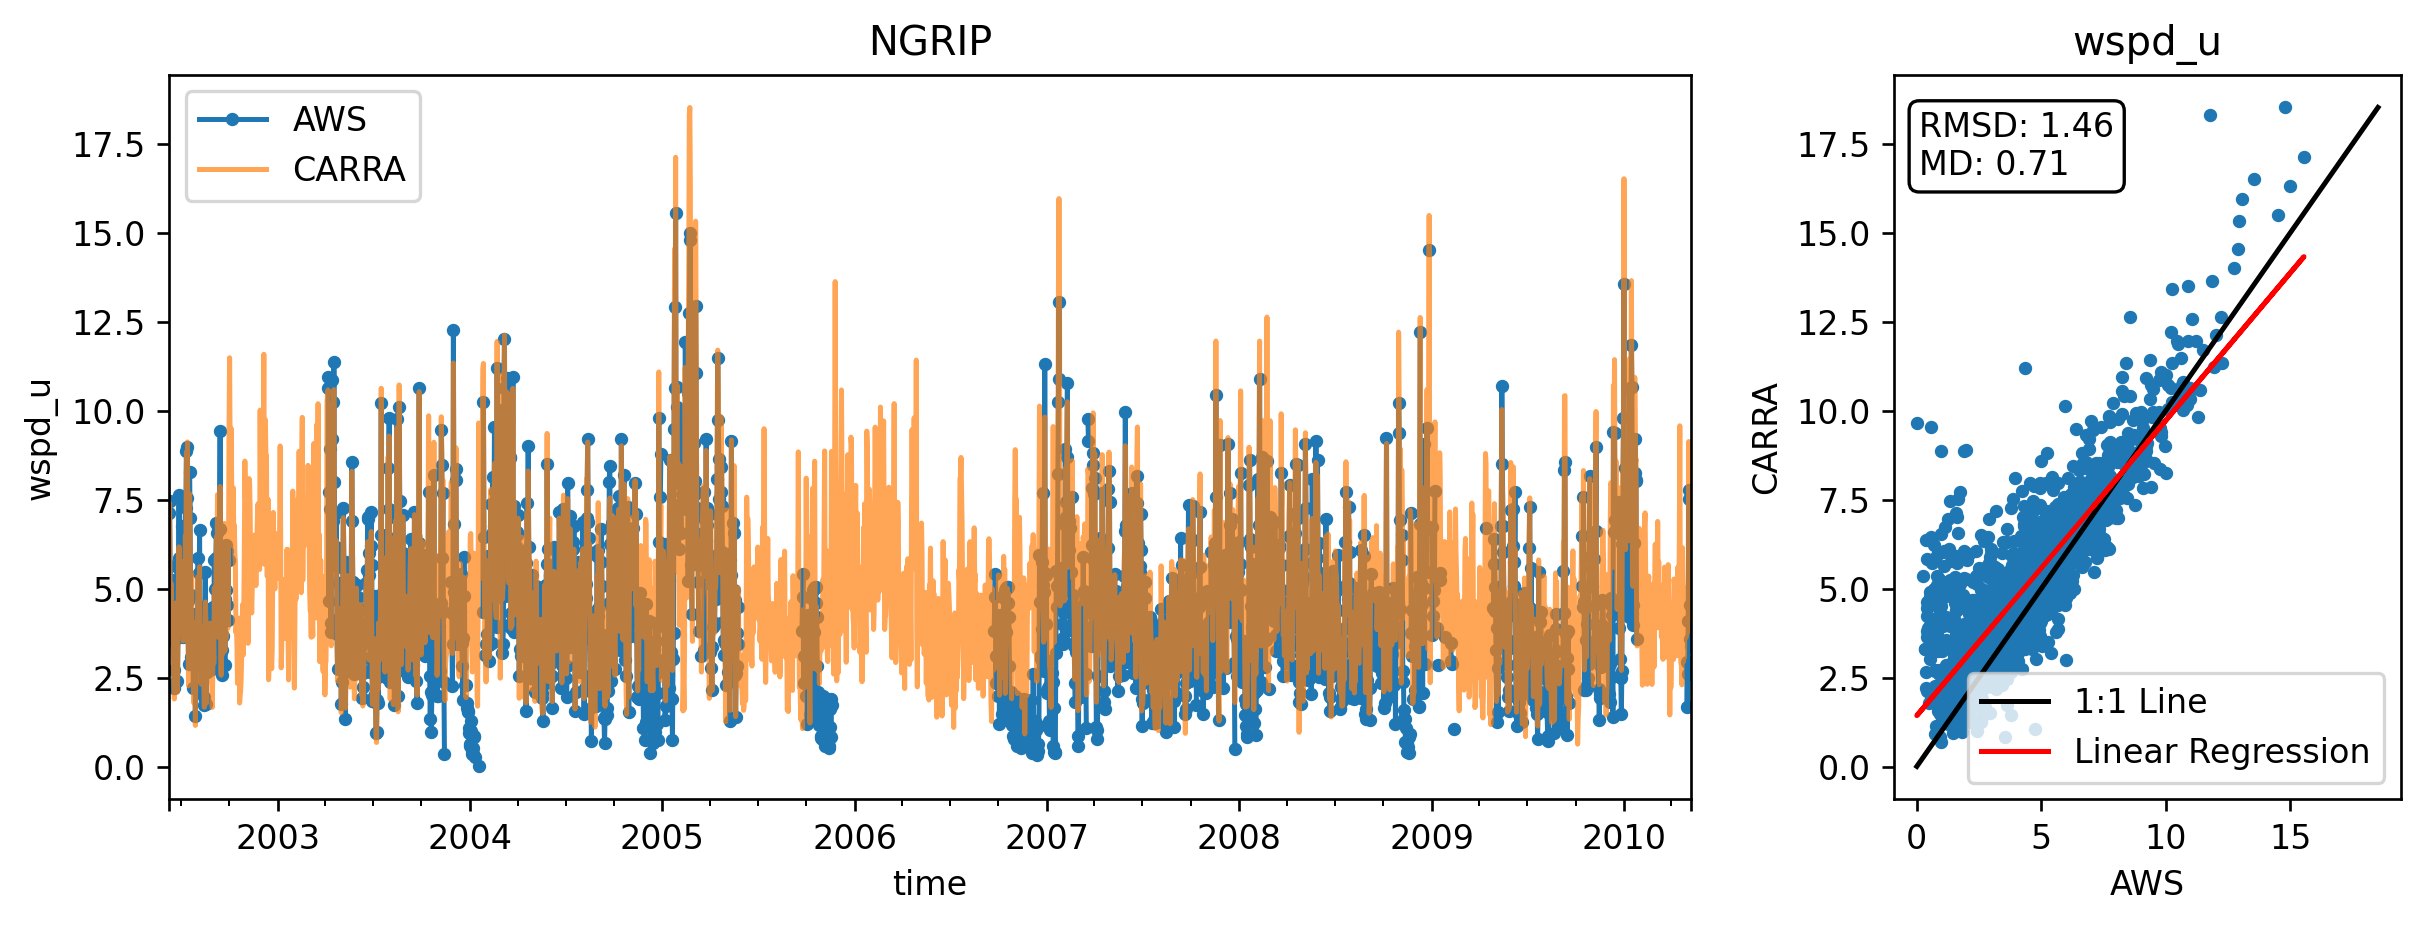 NGRIP
AWS
CARRA
wspd_u
17.5
15.0
12.5
10.0
7.5
5.0
2.5
0.0
2003 2004 2005 2006 2007 2008 2009 2010
time
wspd_u
RMSD: 1.46
MD: 0.71
CARRA
17.5
15.0
12.5
10.0
7.5
5.0
2.5
0.0
1:1 Line
Linear Regression
0 5 10 15
AWS